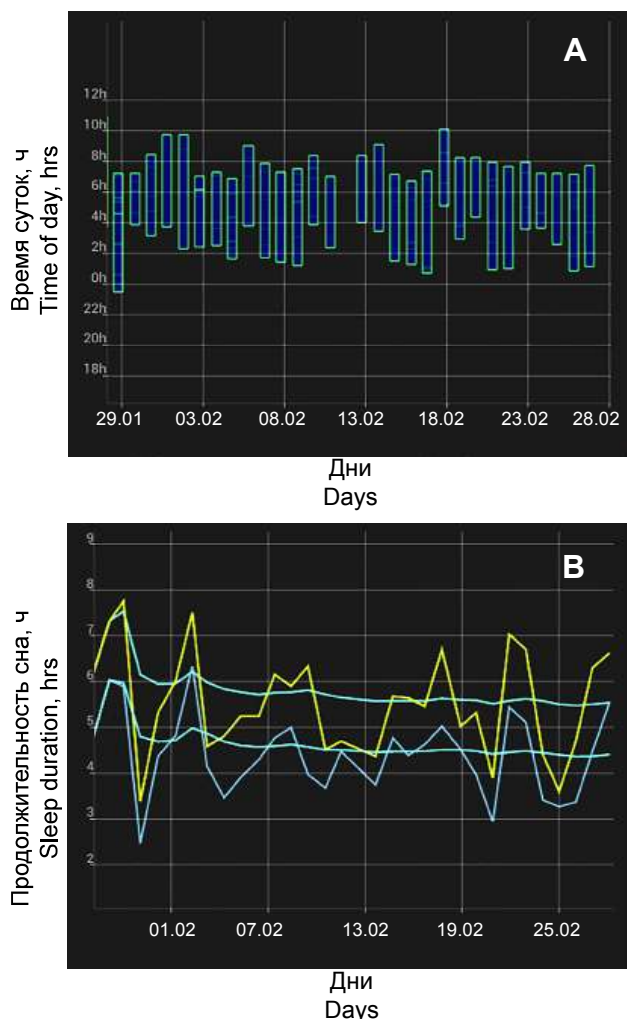 A
Время суток, ч
Time of day, hrs
12h
10h
8h
6h
4h
2h
0h
22h
20h
18h
29.01 03.02 08.02 13.02 18.02 23.02 28.02
Дни
Days
B
Продолжительность сна, ч
Sleep duration, hrs
9
8
7
6
5
4
3
2
01.02 07.02 13.02 19.02 25.02
Дни
Days